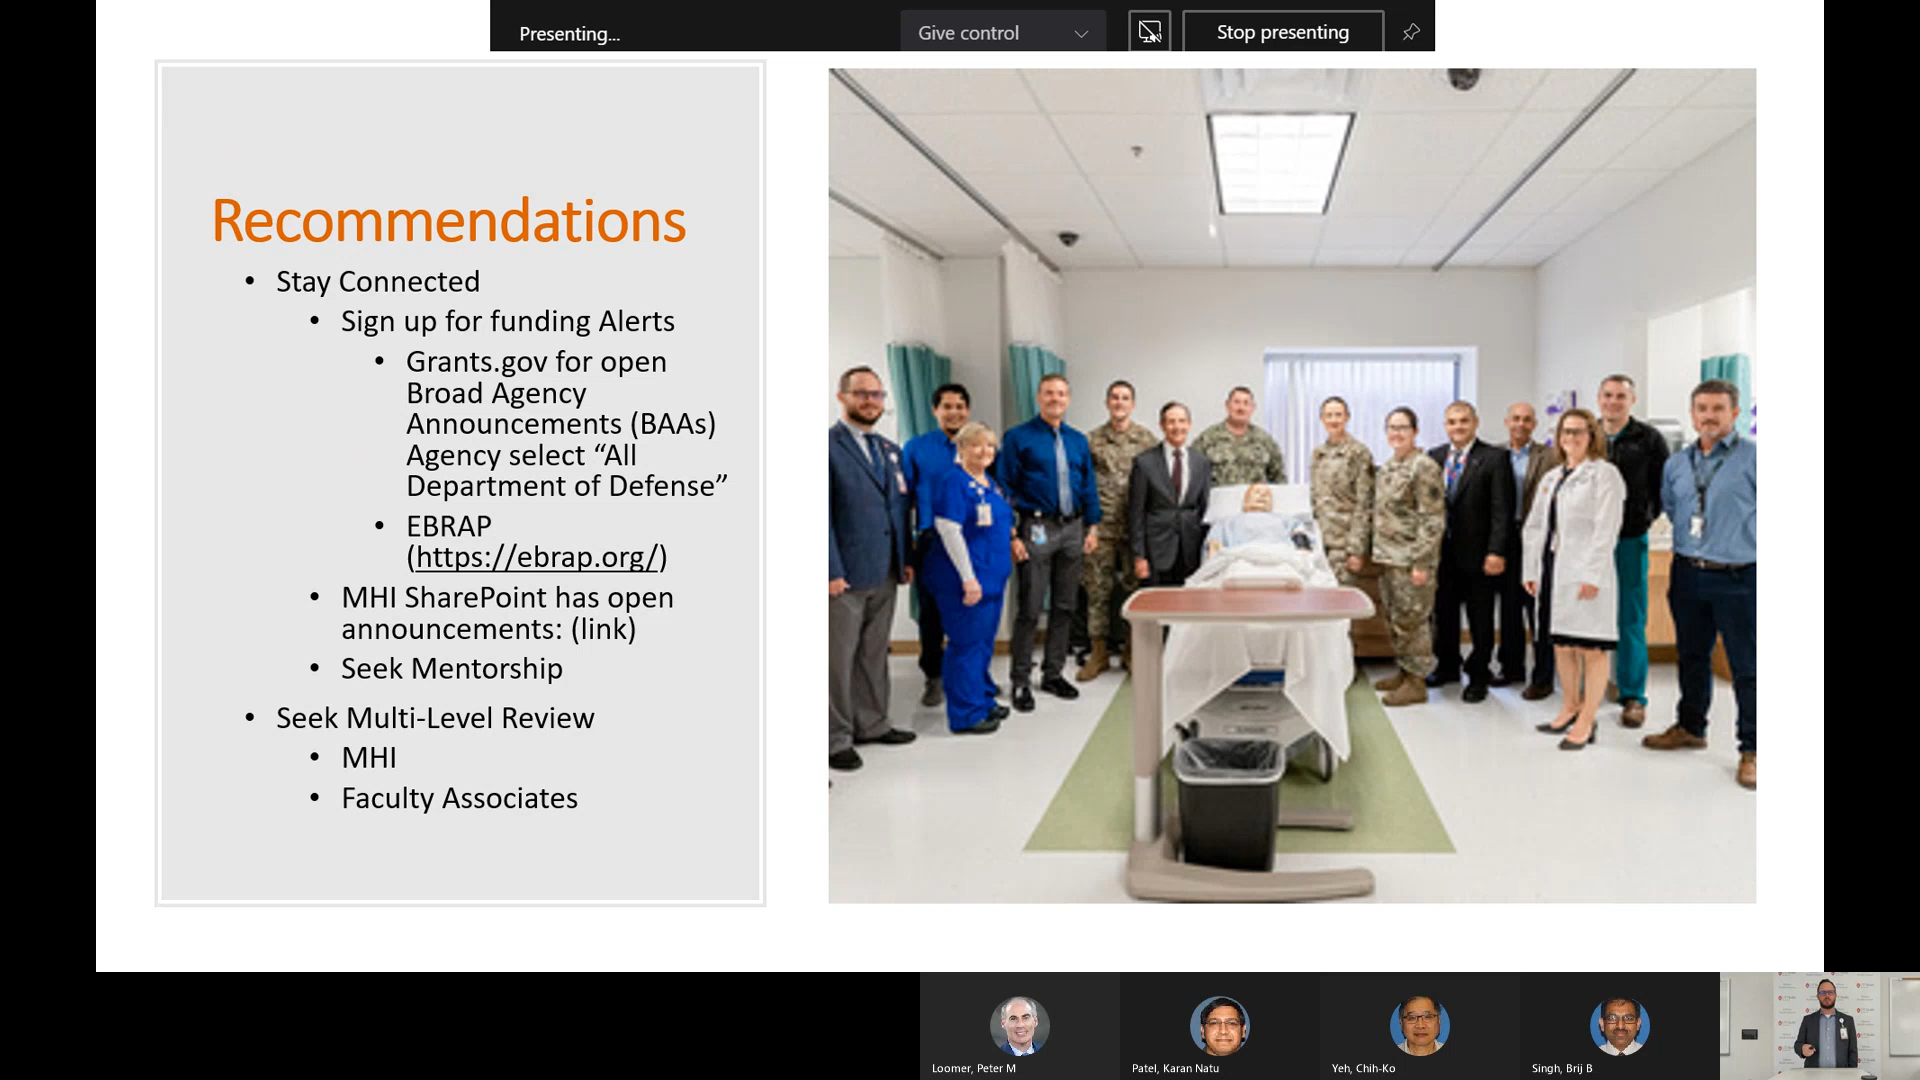 Presenting...
Give control
Stop presenting
Recommendations
• Stay Connected
• Sign up for funding Alerts
• Grants.gov for open
Broad Agency
Announcements (BAAs)
Agency select “All
Department of Defense”
• EBRAP
(https://ebrap.org/)
• MHI SharePoint has open
announcements: (link)
• Seek Mentorship
• Seek Multi-Level Review
• MHI
• Faculty Associates
Loomer, Peter M
Patel, Karan Natu
Yeh, Chih-Ko
Singh, Brij B